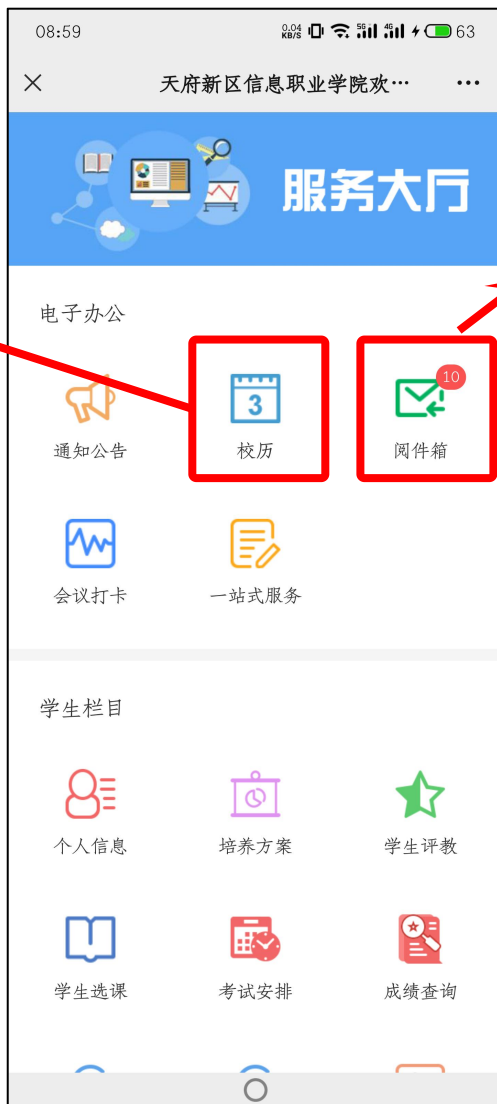 08:59 0.04 KB/S 5G 4G 63
天府新区信息职业学院欢…
服务大厅
电子办公
3 10
通知公告 校历 阅件箱
会议打卡 一站式服务
学生栏目
个人信息 培养方案 学生评教
学生选课 考试安排 成绩查询